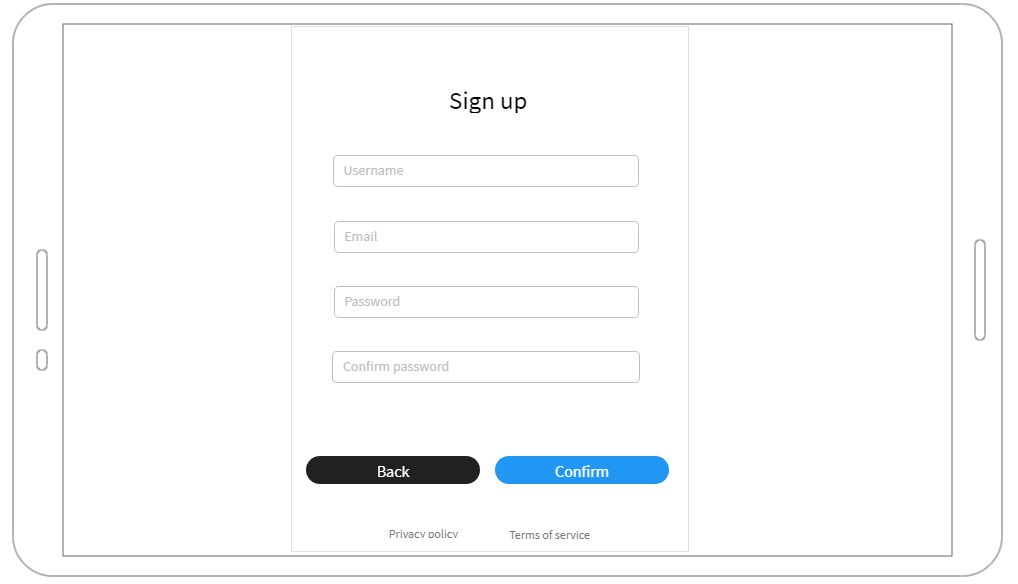 Sign up
Username
Email
Password
Confirm password
Back
Confirm
Privacy policy
Terms of service